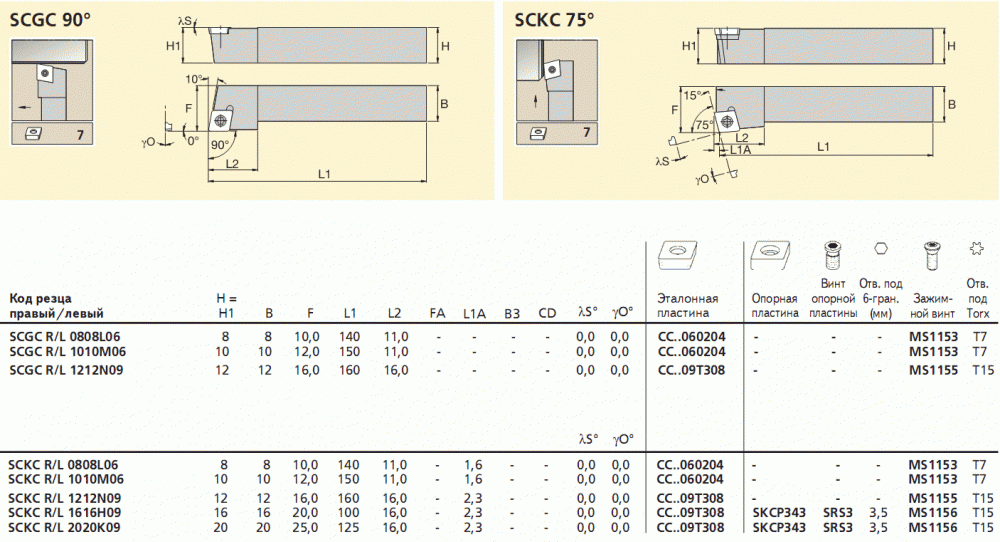 SCGC 90°
λS
H1
H
10°
F
B
γO
0°
90°
L2
L1
7
SCKC 75°
H1
H
15°
F
B
75°
L2
L1A
L1
λS
γO
7
Код резца правый/левый H = H1 B F L1 L2 FA L1A B3 CD λS° γO° Эталонная пластина Опорная пластина Винт опорной пластины Отв. под 6-гран. (мм) Зажим-ной винт Отв. под Torx
SCGC R/L 0808L06 8 8 10,0 140 11,0 - - - - 0,0 0,0 CC..060204 - - - MS1153 T7
SCGC R/L 1010M06 10 10 12,0 150 11,0 - - - - 0,0 0,0 CC..060204 - - - MS1153 T7
SCGC R/L 1212N09 12 12 16,0 160 16,0 - - - - 0,0 0,0 CC..09T308 - - - MS1155 T15
λS° γO°
SCKC R/L 0808L06 8 8 10,0 140 11,0 - 1,6 - - 0,0 0,0 CC..060204 - - - MS1153 T7
SCKC R/L 1010M06 10 10 12,0 150 11,0 - 1,6 - - 0,0 0,0 CC..060204 - - - MS1153 T7
SCKC R/L 1212N09 12 12 16,0 160 16,0 - 2,3 - - 0,0 0,0 CC..09T308 - - - MS1155 T15
SCKC R/L 1616H09 16 16 20,0 100 16,0 - 2,3 - - 0,0 0,0 CC..09T308 SKCP343 SRS3 3,5 MS1156 T15
SCKC R/L 2020K09 20 20 25,0 125 16,0 - 2,3 - - 0,0 0,0 CC..09T308 SKCP343 SRS3 3,5 MS1156 T15